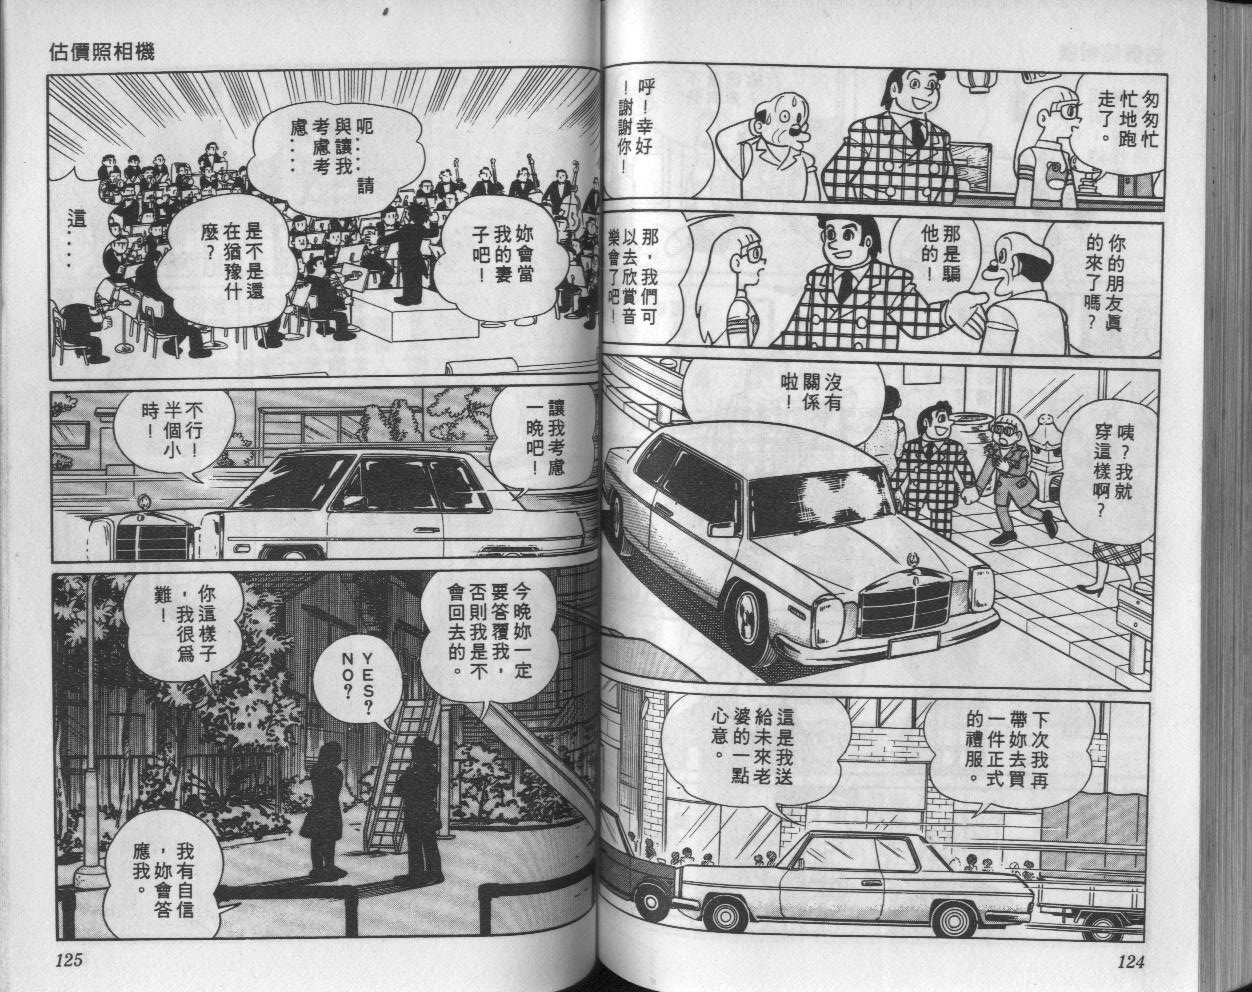 匆匆忙
忙地跑
走了。
呼！幸好
！謝謝你！
你的朋友眞
的來了嗎？
那是騙
他的！
那，我們可
以去欣賞音
樂會了吧！
咦？我就
穿這樣啊？
沒有
關係
啦！
下次我再
帶妳去買
一件正式
的禮服。
這是我送
給未來老
婆的一點
心意。
124
估價照相機
妳會當
我的妻
子吧！
呃……請
與讓我
考慮考
慮……
是不是還
在猶豫什
麼？
這……
讓我考慮
一晚吧！
不行！
半個小
時！
今晚妳一定
要答覆我，
否則我是不
會回去的。
YES？
NO？
你這樣子
，我很爲
難！
我有自信
，妳會答
應我。
125